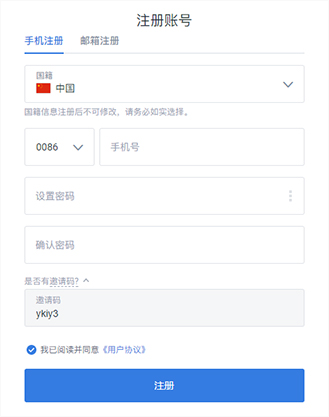 注册账号
手机注册 邮箱注册
国籍
中国
国籍信息注册后不可修改，请务必如实选择。
0086 手机号
设置密码
确认密码
是否有邀请码?
邀请码
ykiy3
我已阅读并同意《用户协议》
注册